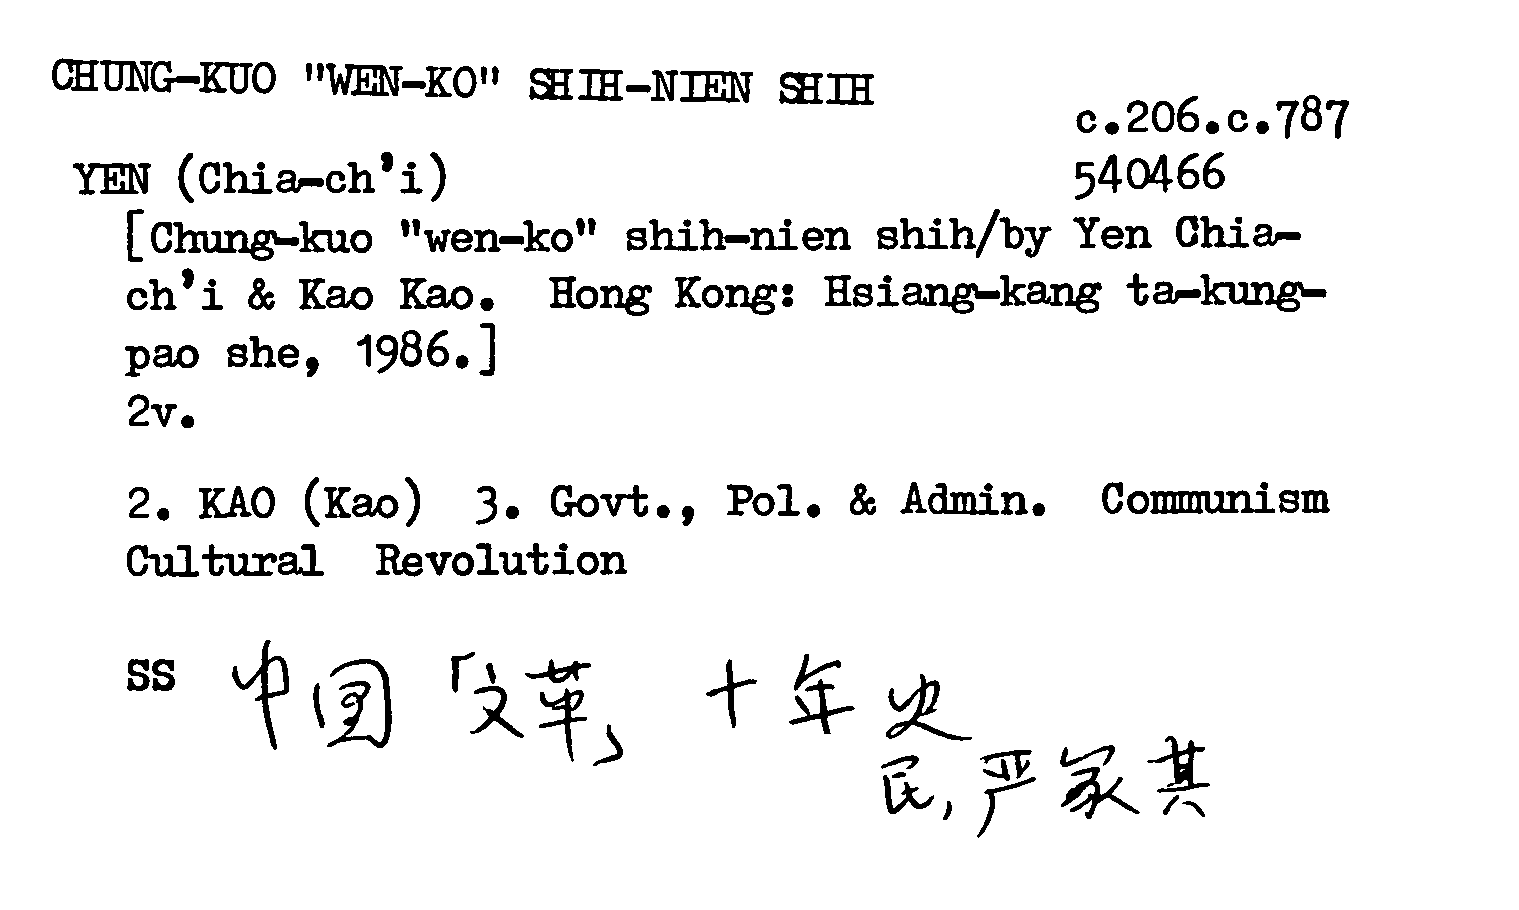 CHUNG-KUO "WEN-KO" SHIH-NIEN SHIH
c.206.c.787
YEN (Chia-ch'i)
540466
[Chung-kuo "wen-ko" shih-nien shih/by Yen Chia-
ch'i & Kao Kao. Hong Kong: Hsiang-kang ta-kung-
pao she, 1986.]
2v.
2. KAO (Kao) 3. Govt., Pol. & Admin. Communism
Cultural Revolution
SS 中国「文革」十年史
民,严家其